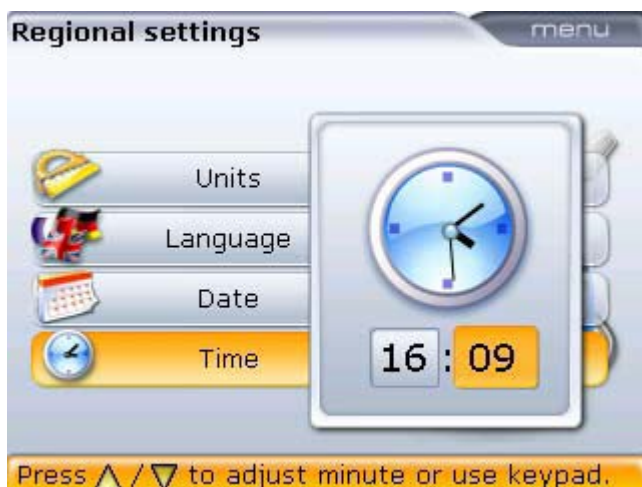 Regional settings
menu
Units
Language
Date
Time
16 : 09
Press △ / ▽ to adjust minute or use keypad.